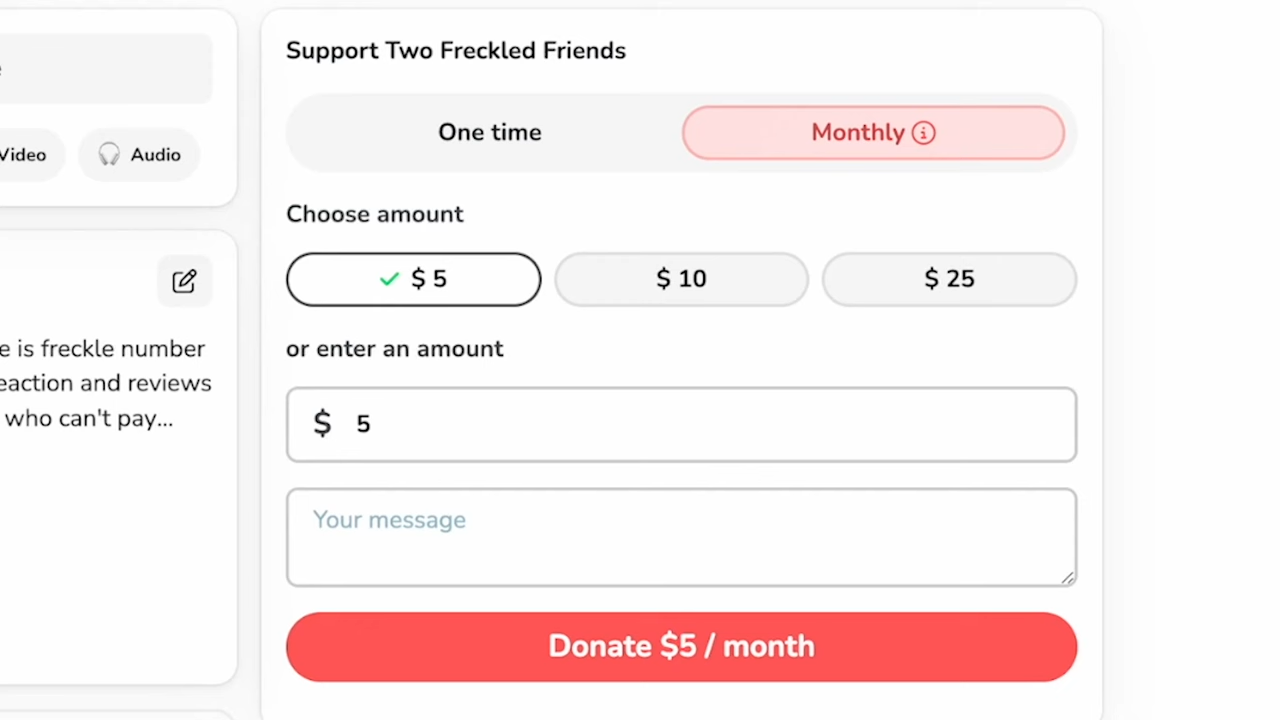 Support Two Freckled Friends
One time Monthly
Video Audio
Choose amount
$ 5 $ 10 $ 25
or enter an amount
e is freckle number
eaction and reviews
who can't pay...
$ 5
Your message
Donate $5 / month